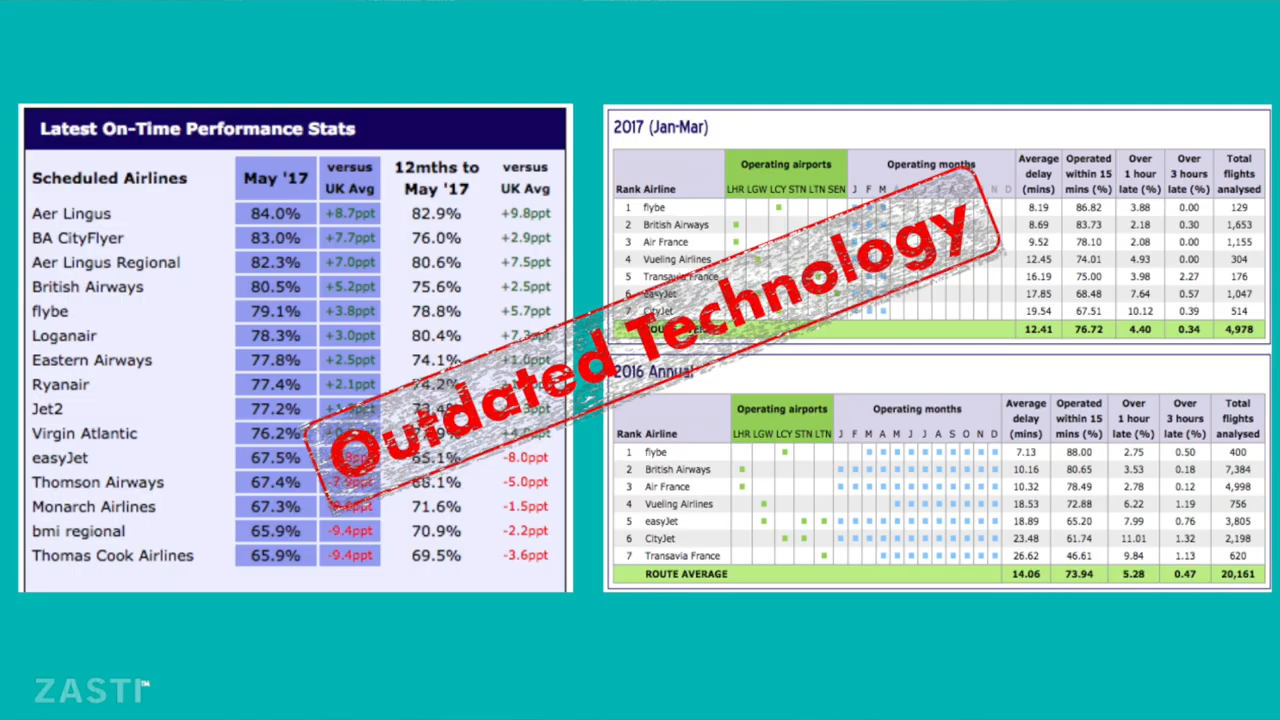 Latest On-Time Performance Stats
Scheduled Airlines May '17 versus UK Avg 12mths to May '17 versus UK Avg
Aer Lingus 84.0% +8.7ppt 82.9% +9.8ppt
BA CityFlyer 83.0% +7.7ppt 76.0% +2.9ppt
Aer Lingus Regional 82.3% +7.0ppt 80.6% +7.5ppt
British Airways 80.5% +5.2ppt 75.6% +2.5ppt
flybe 79.1% +3.8ppt 78.8% +5.7ppt
Loganair 78.3% +3.0ppt 80.4%
Eastern Airways 77.8% +2.5ppt 74.1% +1.0ppt
Ryanair 77.4% +2.1ppt 74.2%
Jet2 77.2%
Virgin Atlantic 76.2%
easyJet 67.5% 65.1% -8.0ppt
Thomson Airways 67.4% 68.1% -5.0ppt
Monarch Airlines 67.3% 71.6% -1.5ppt
bmi regional 65.9% -9.4ppt 70.9% -2.2ppt
Thomas Cook Airlines 65.9% -9.4ppt 69.5% -3.6ppt
2017 (Jan-Mar)
Operating airports Operating months Average delay (mins) Operated within 15 mins (%) Over 1 hour late (%) Over 3 hours late (%) Total flights analysed
Rank Airline LHR LGW LCY STN LTN SEN J F M N D
1 flybe 8.19 86.82 3.88 0.00 129
2 British Airways 8.69 83.73 2.18 0.30 1,653
3 Air France 9.52 78.10 2.08 0.00 1,155
4 Vueling Airlines 12.45 74.01 4.93 0.00 304
5 Transavia France 16.19 75.00 3.98 2.27 176
6 easyJet 17.85 68.48 7.64 0.57 1,047
7 CityJet 19.54 67.51 10.12 0.39 514
ROUTE AVERAGE 12.41 76.72 4.40 0.34 4,978
2016 Annual
Operating airports Operating months Average delay (mins) Operated within 15 mins (%) Over 1 hour late (%) Over 3 hours late (%) Total flights analysed
Rank Airline LHR LGW LCY STN LTN J F M A M J J A S O N D
1 flybe 7.13 88.00 2.75 0.50 400
2 British Airways 10.16 80.65 3.53 0.18 7,384
3 Air France 10.32 78.49 2.78 0.12 4,998
4 Vueling Airlines 18.53 72.88 6.22 1.19 756
5 easyJet 18.89 65.20 7.99 0.76 3,805
6 CityJet 23.48 61.74 11.01 1.32 2,198
7 Transavia France 26.62 46.61 9.84 1.13 620
ROUTE AVERAGE 14.06 73.94 5.28 0.47 20,161
Outdated Technology
ZASTI™